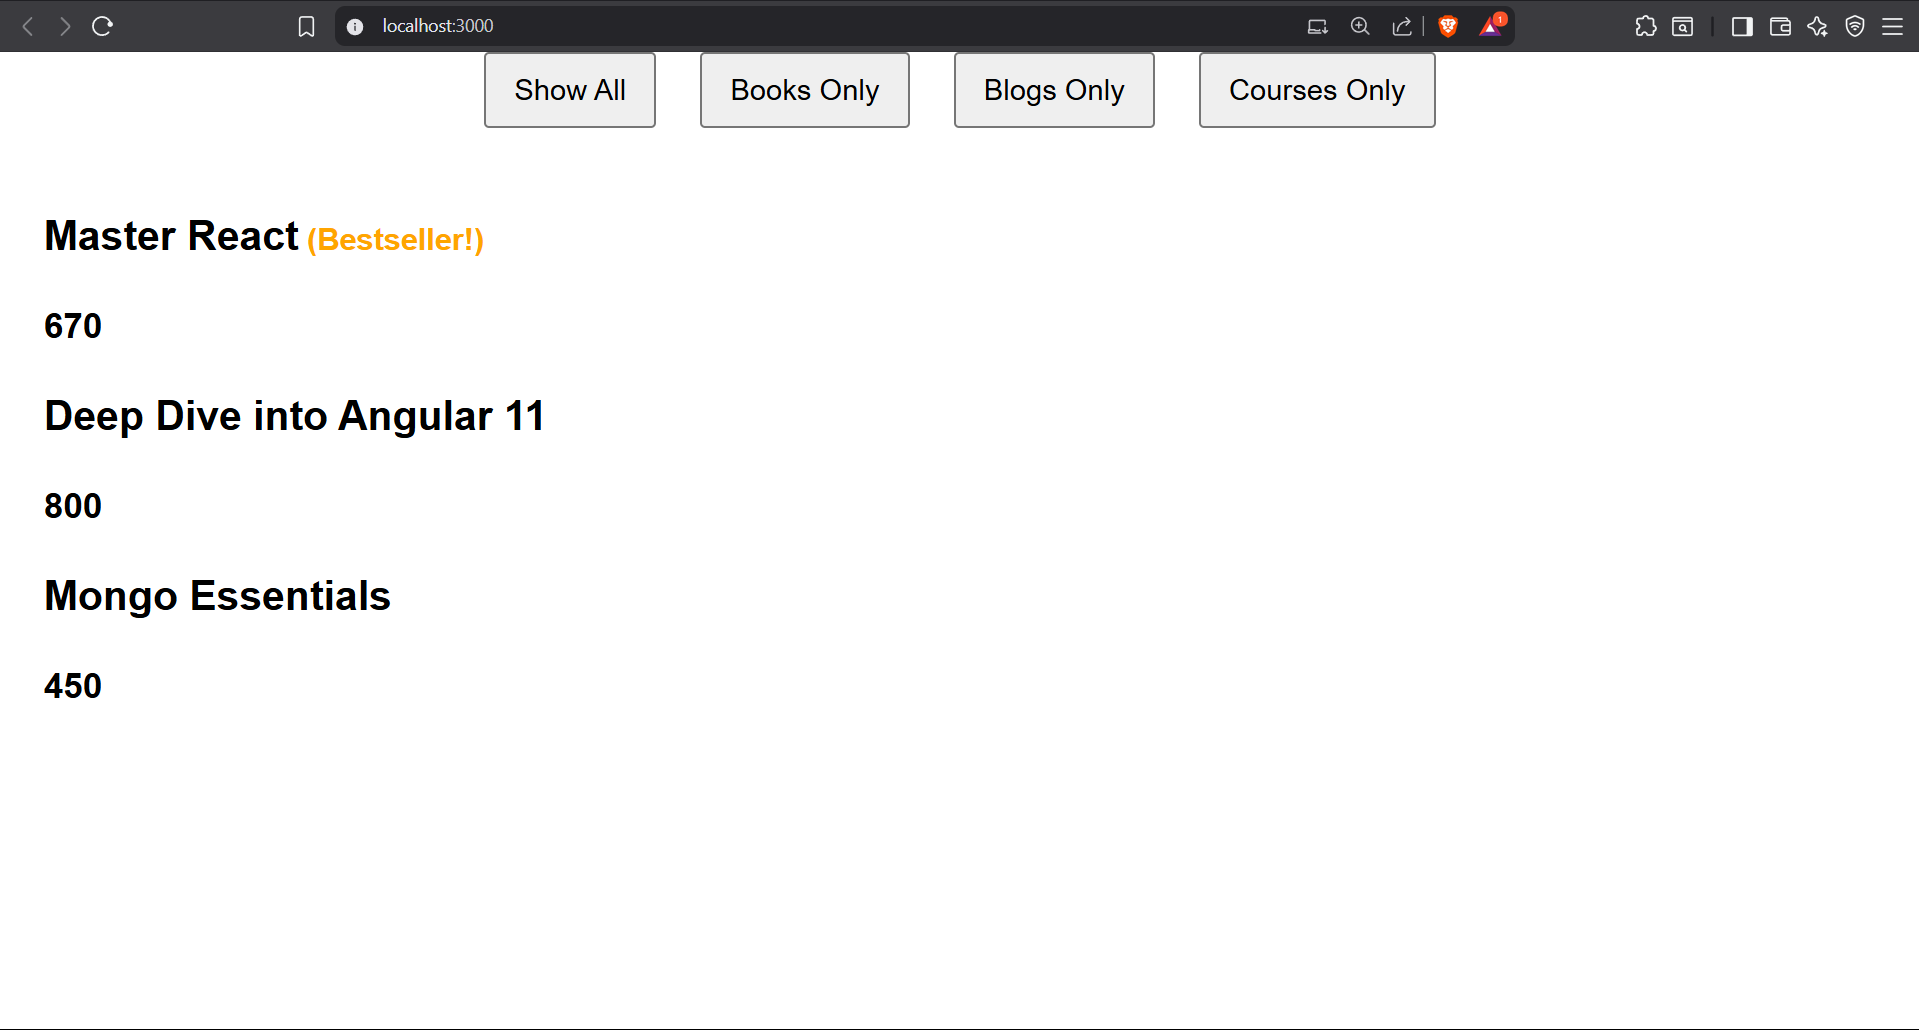 localhost:3000
1
Show All Books Only Blogs Only Courses Only
Master React (Bestseller!)
670
Deep Dive into Angular 11
800
Mongo Essentials
450